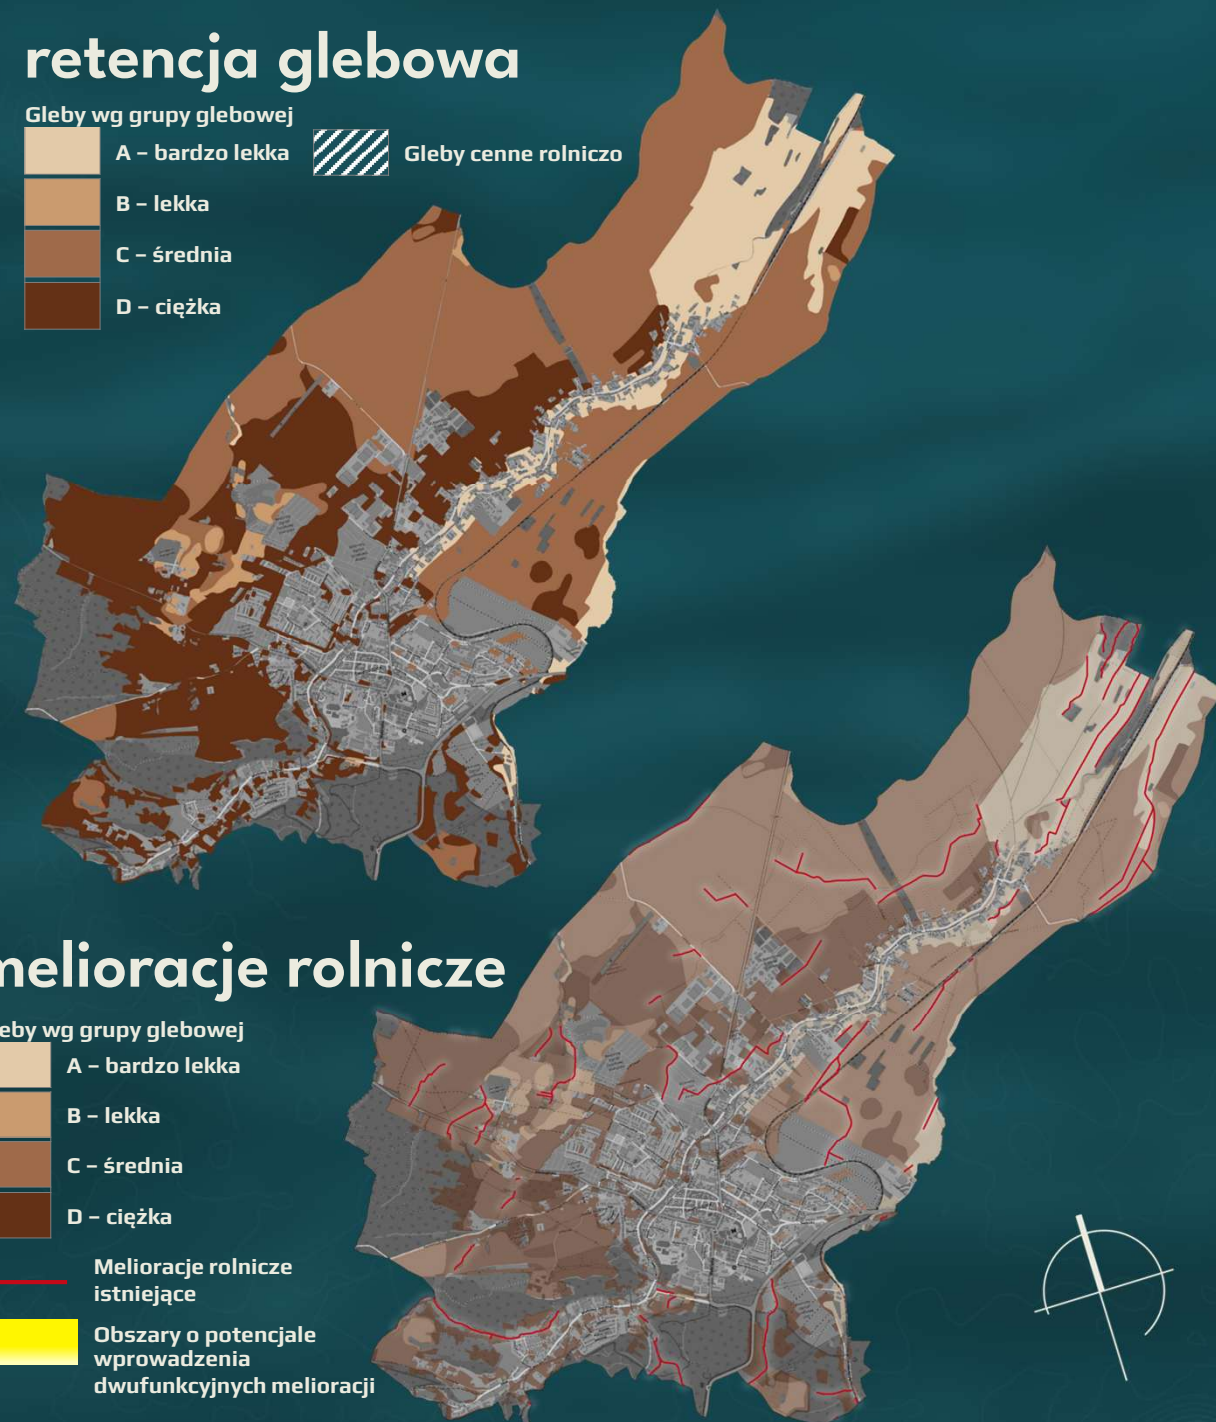 retencja glebowa
Gleby wg grupy glebowej
A – bardzo lekka
Gleby cenne rolniczo
B – lekka
C – średnia
D – ciężka
melioracje rolnicze
eby wg grupy glebowej
A – bardzo lekka
B – lekka
C – średnia
D – ciężka
Melioracje rolnicze
istniejące
Obszary o potencjale
wprowadzenia
dwufunkcyjnych melioracji